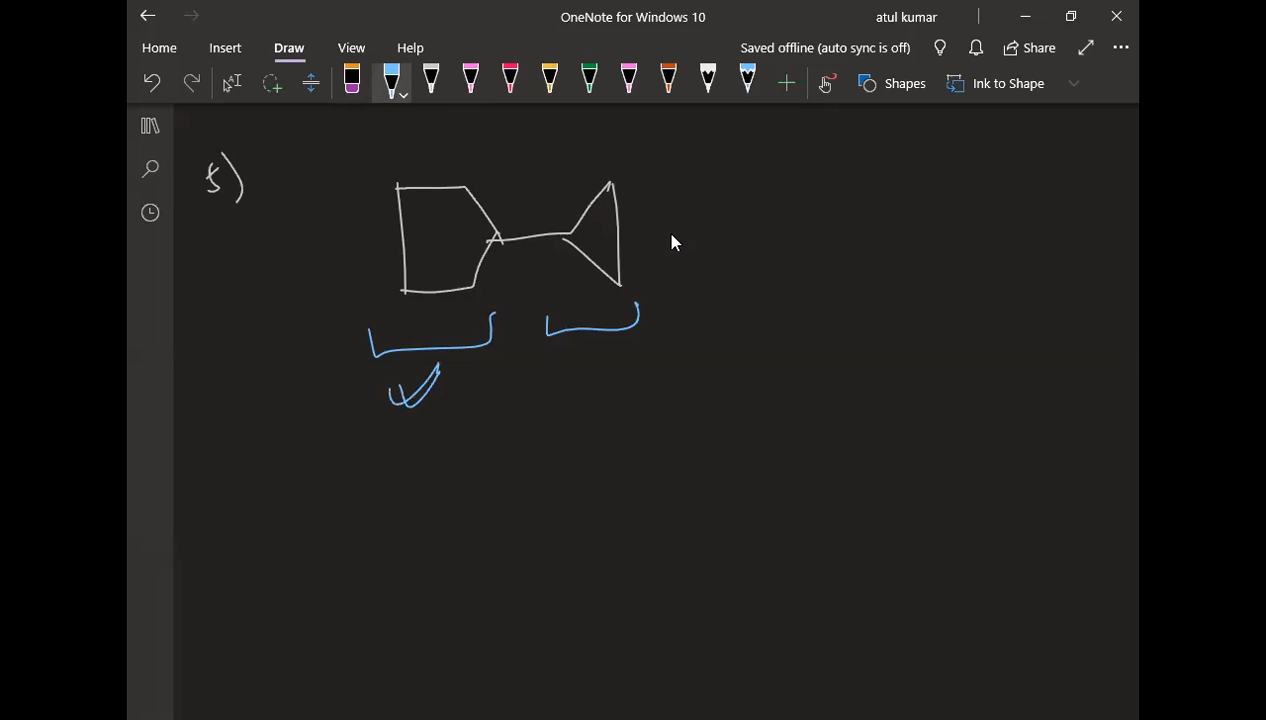 OneNote for Windows 10
atul kumar
Home Insert Draw View Help
Saved offline (auto sync is off)
Share
Shapes
Ink to Shape
5)